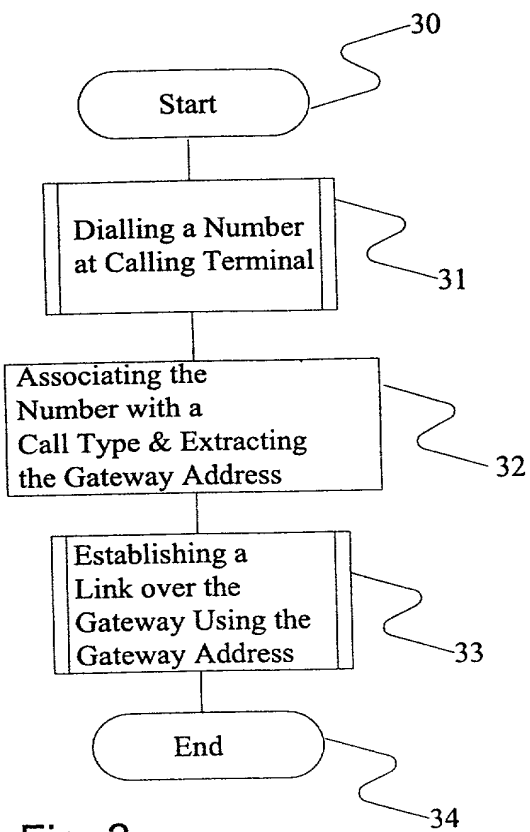 30
Start
Dialling a Number
at Calling Terminal
31
Associating the
Number with a
Call Type & Extracting
the Gateway Address
32
Establishing a
Link over the
Gateway Using the
Gateway Address
33
End
34